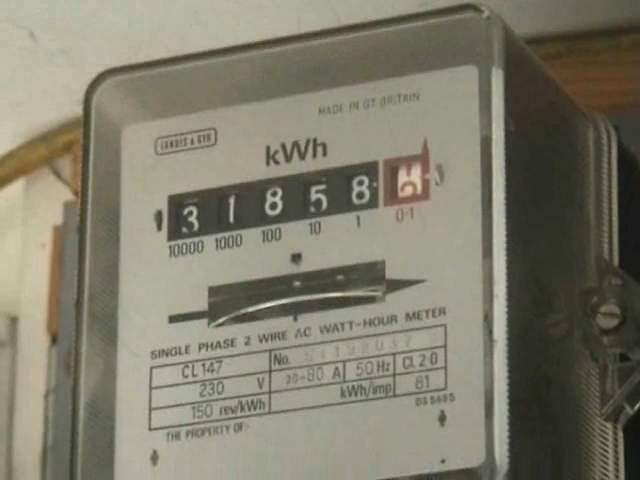 LANDIS & GYR
MADE IN GT. BRITAIN
kWh
3 1 8 5 8
10000 1000 100 10 1 0·1
SINGLE PHASE 2 WIRE AC WATT-HOUR METER
CL147 No.
230 V 20-80 A 50 Hz Cl. 2·0
150 rev/kWh kWh/imp 81
THE PROPERTY OF
BS 5685